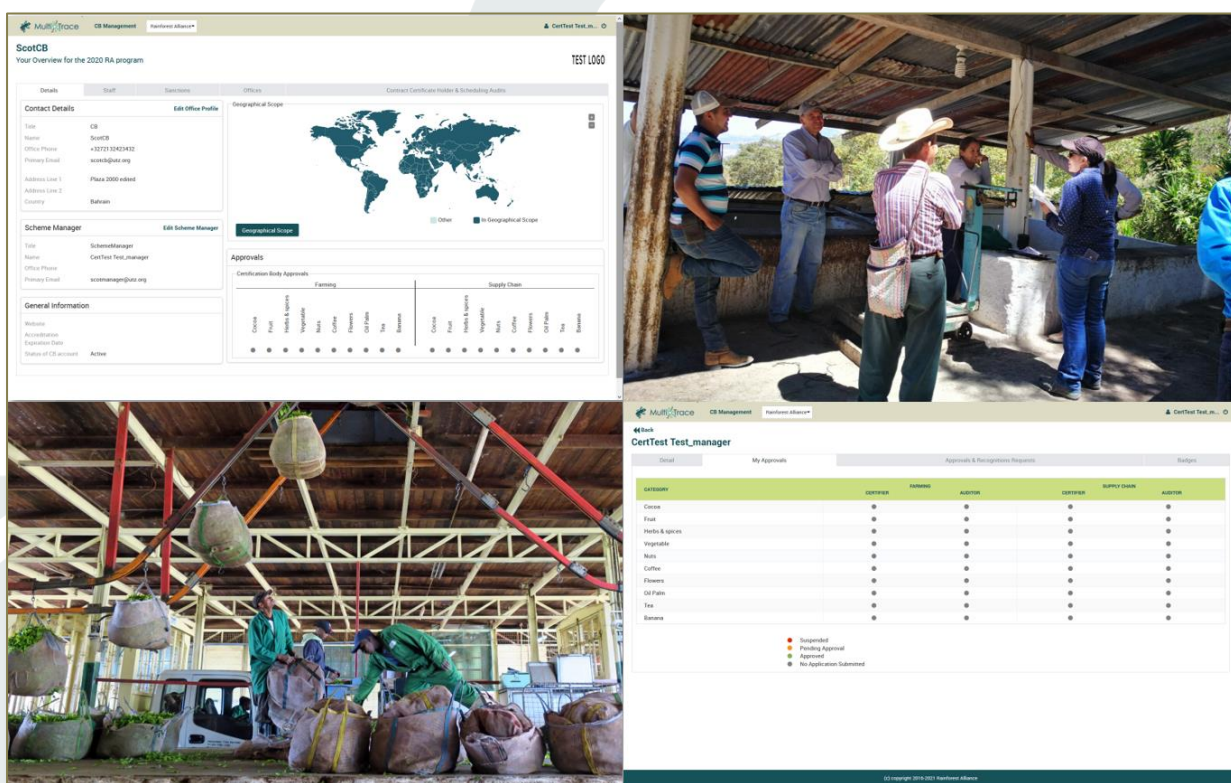 MultiTrace CB Management Rainforest Alliance CertTest Test_m...
ScotCB
Your Overview for the 2020 RA program
TEST LOGO
Details Staff Sanctions Offices Contract Certificate Holder & Scheduling Audits
Contact Details Edit Office Profile
Title CB
Name ScotCB
Office Phone +3272132423432
Primary Email scotcb@utz.org
Address Line 1 Plaza 2000 edited
Address Line 2
Country Bahrain
Scheme Manager Edit Scheme Manager
Title SchemeManager
Name CertTest Test_manager
Office Phone
Primary Email scotmanager@utz.org
General Information
Website
Accreditation
Expiration Date
Status of CB account Active
Geographical Scope
Other In Geographical Scope
Geographical Scope
Approvals
Certification Body Approvals
Farming Supply Chain
Cocoa Fruit Herbs & spices Vegetable Nuts Coffee Flowers Oil Palm Tea Banana Cocoa Fruit Herbs & spices Vegetable Nuts Coffee Flowers Oil Palm Tea Banana
MultiTrace CB Management Rainforest Alliance CertTest Test_m...
Back
CertTest Test_manager
Detail My Approvals Approvals & Recognitions Requests Badges
CATEGORY FARMING SUPPLY CHAIN
CERTIFIER AUDITOR CERTIFIER AUDITOR
Cocoa
Fruit
Herbs & spices
Vegetable
Nuts
Coffee
Flowers
Oil Palm
Tea
Banana
Suspended
Pending Approval
Approved
No Application Submitted
(c) copyright 2016-2021 Rainforest Alliance